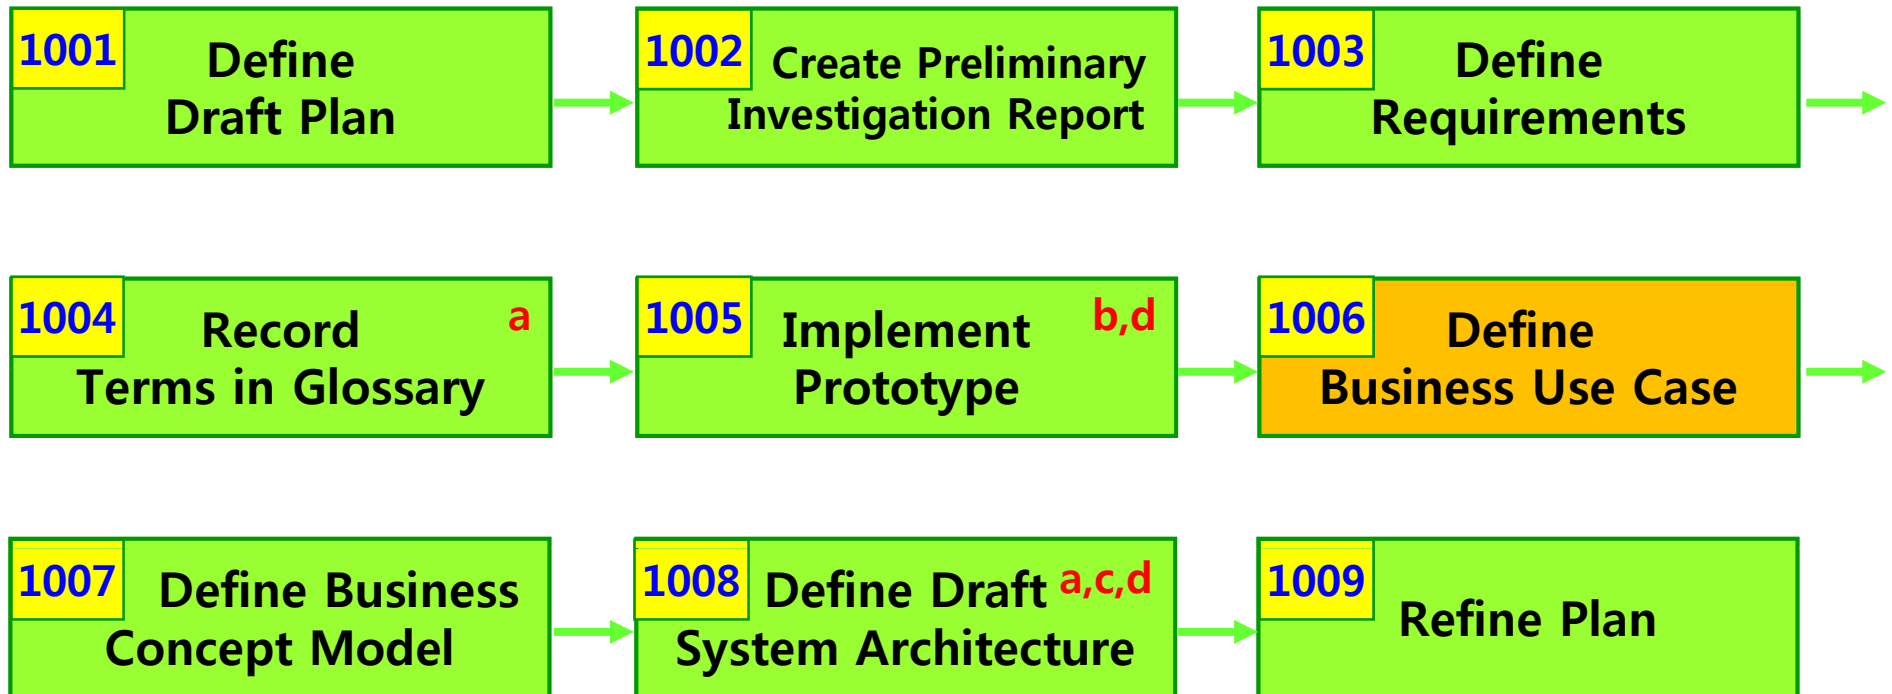 1001
Define
Draft Plan
1002
Create Preliminary
Investigation Report
1003
Define
Requirements
1004
Record a
Terms in Glossary
1005
Implement b,d
Prototype
1006
Define
Business Use Case
1007
Define Business
Concept Model
1008
Define Draft a,c,d
System Architecture
1009
Refine Plan